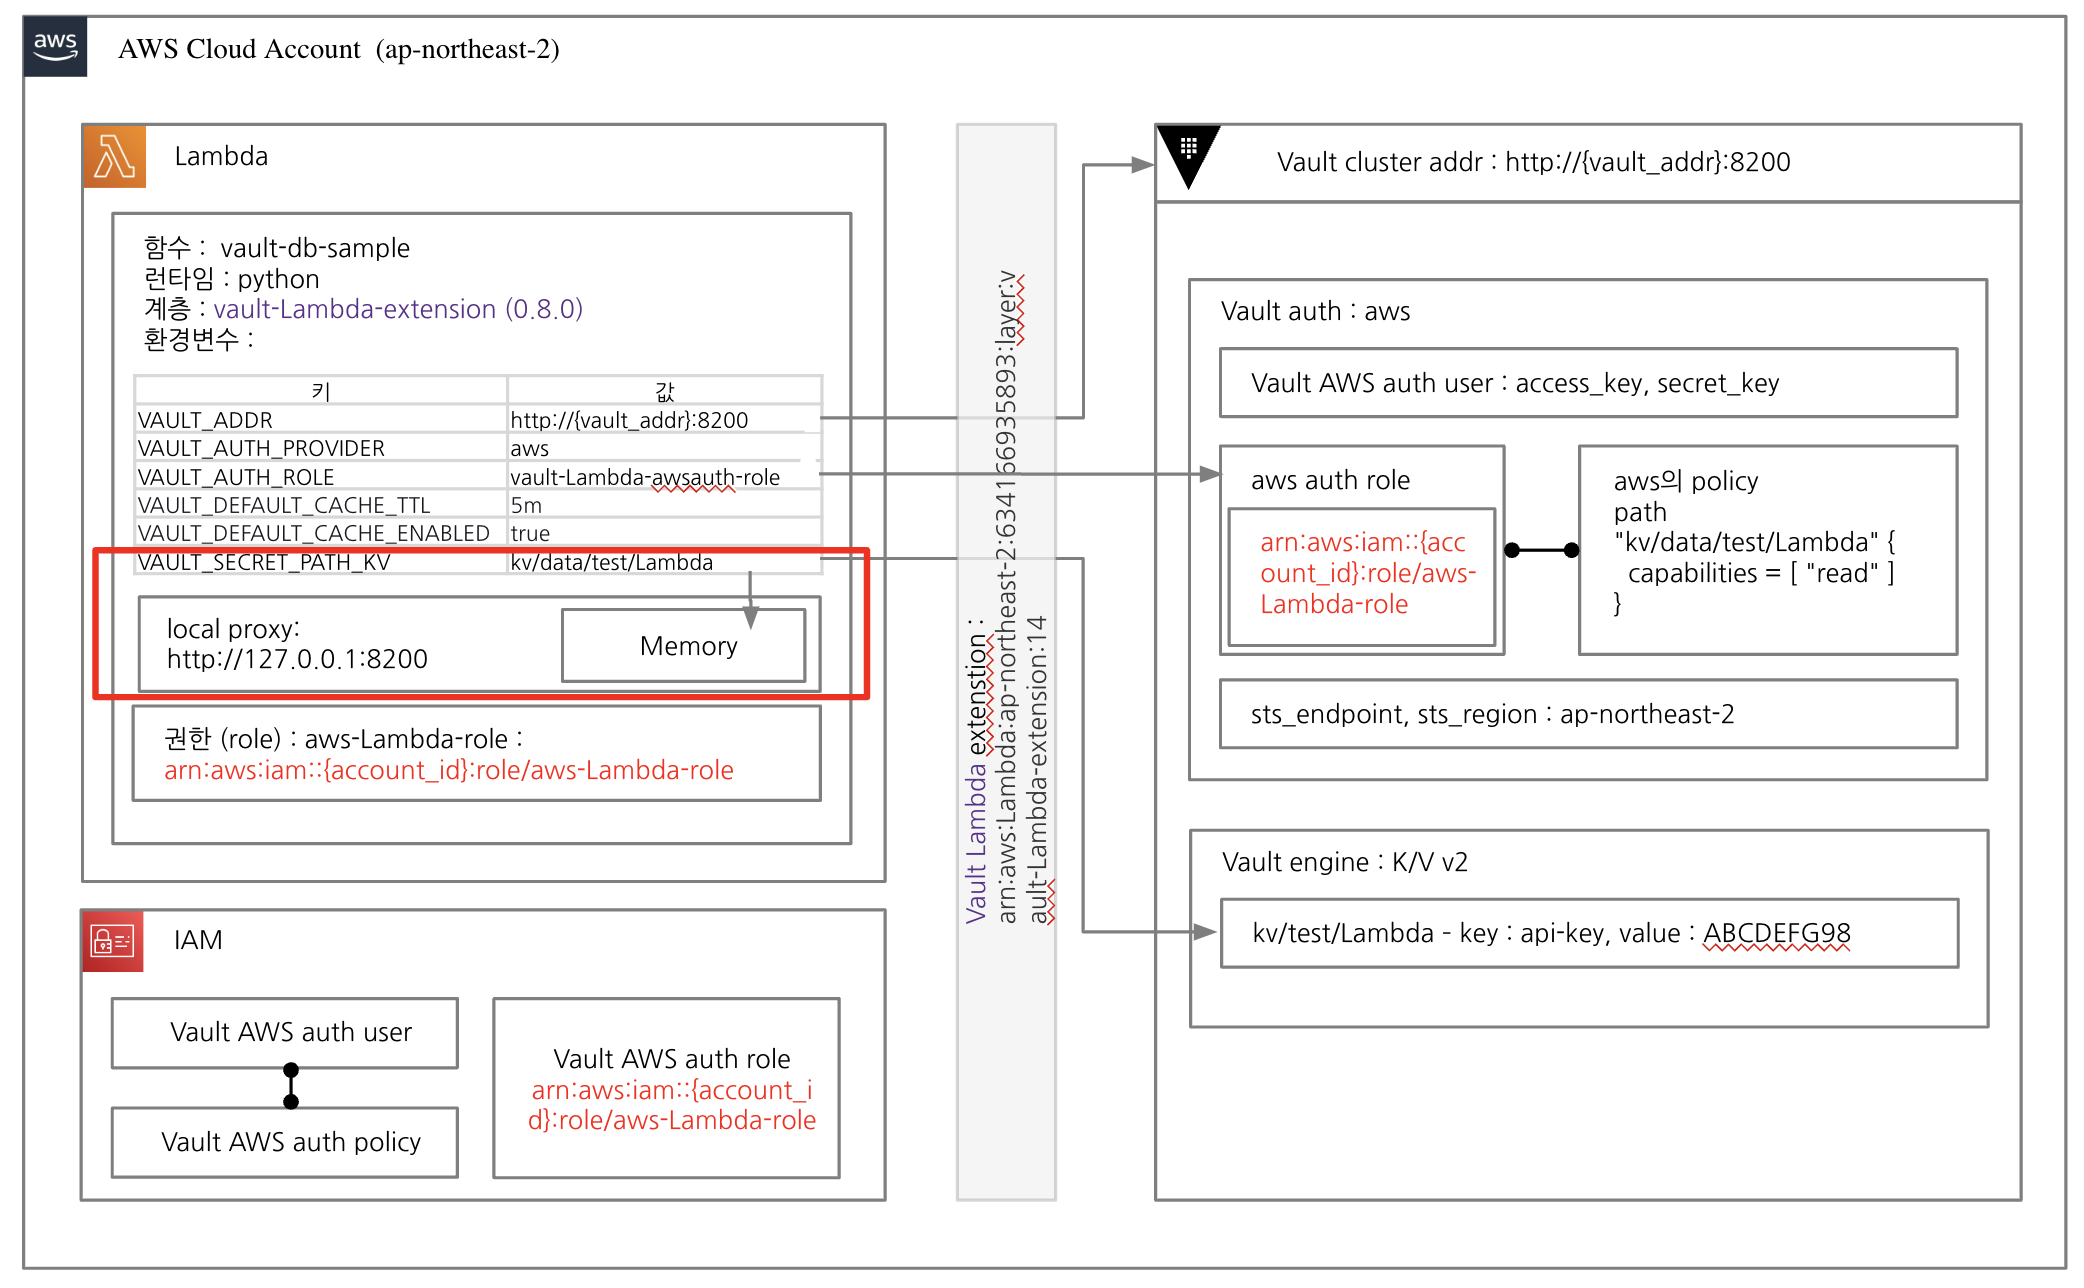 aws
AWS Cloud Account (ap-northeast-2)
Lambda
함수 : vault-db-sample
런타임 : python
계층 : vault-Lambda-extension (0.8.0)
환경변수 :
키 값
VAULT_ADDR http://{vault_addr}:8200
VAULT_AUTH_PROVIDER aws
VAULT_AUTH_ROLE vault-Lambda-awsauth-role
VAULT_DEFAULT_CACHE_TTL 5m
VAULT_DEFAULT_CACHE_ENABLED true
VAULT_SECRET_PATH_KV kv/data/test/Lambda
local proxy:
http://127.0.0.1:8200
Memory
권한 (role) : aws-Lambda-role :
arn:aws:iam::{account_id}:role/aws-Lambda-role
IAM
Vault AWS auth user
Vault AWS auth policy
Vault AWS auth role
arn:aws:iam::{account_i
d}:role/aws-Lambda-role
Vault Lambda extenstion :
arn:aws:Lambda:ap-northeast-2:634166935893:layer:v
ault-Lambda-extension:14
Vault cluster addr : http://{vault_addr}:8200
Vault auth : aws
Vault AWS auth user : access_key, secret_key
aws auth role
arn:aws:iam::{acc
ount_id}:role/aws-
Lambda-role
aws의 policy
path
"kv/data/test/Lambda" {
capabilities = [ "read" ]
}
sts_endpoint, sts_region : ap-northeast-2
Vault engine : K/V v2
kv/test/Lambda - key : api-key, value : ABCDEFG98